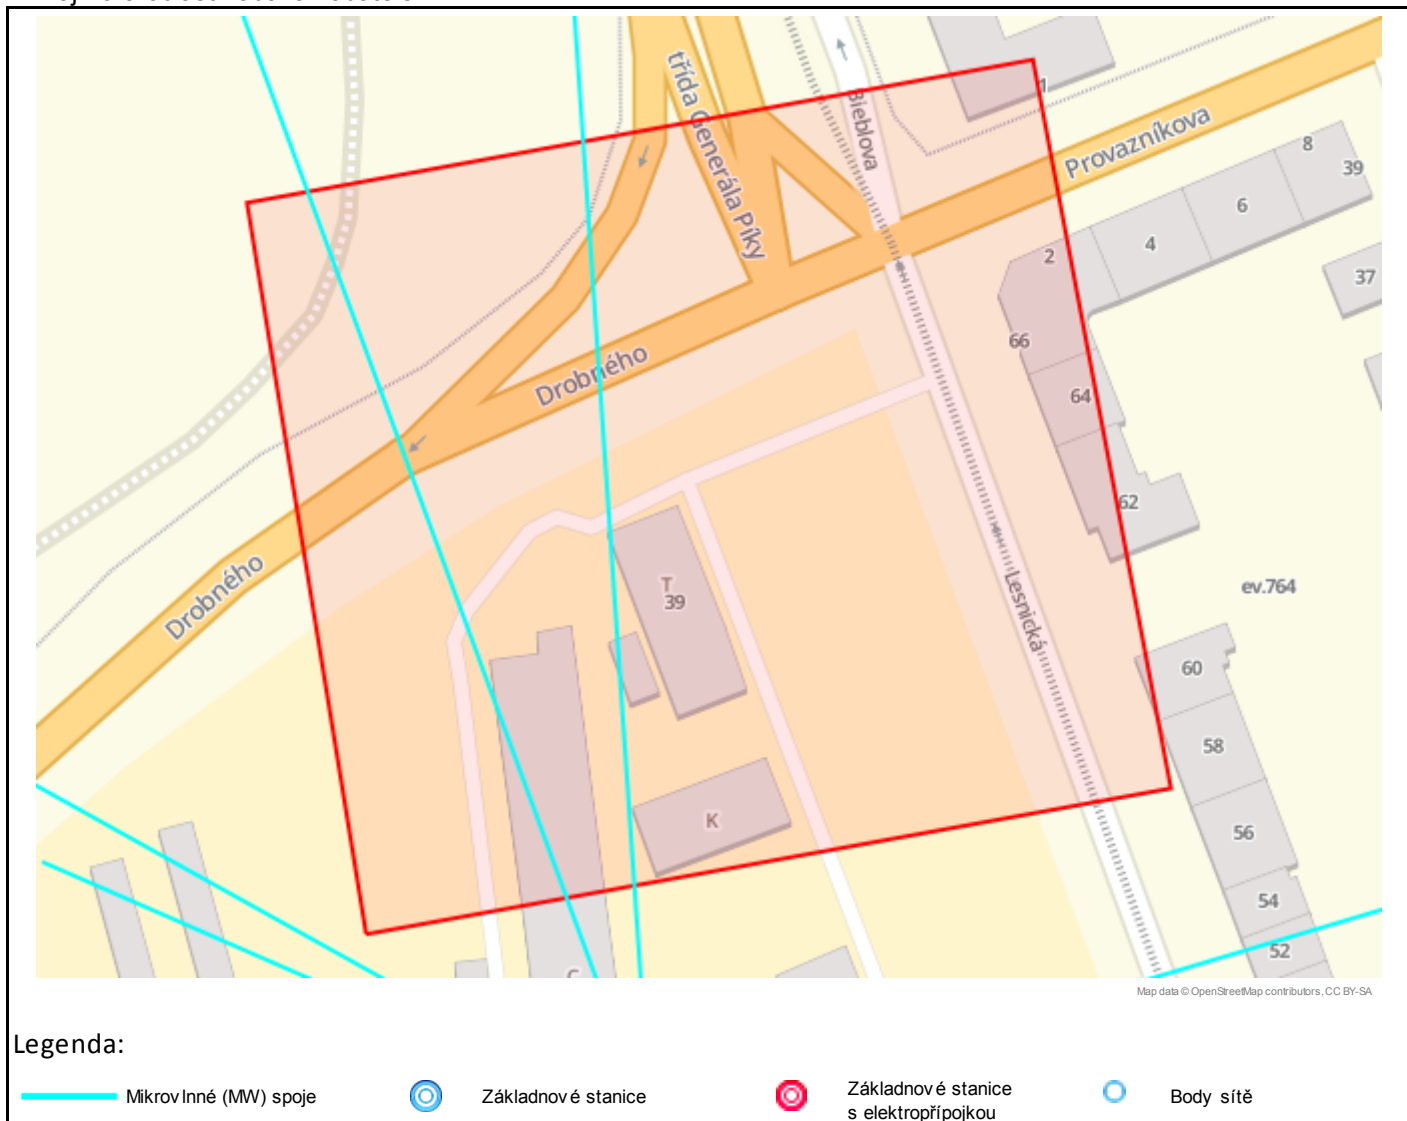 třída Generála Píky
Bieblova
Provazníkova
1
8
39
6
4
2
37
66
64
62
Drobného
Drobného
Lesnická
T
39
K
ev.764
60
58
56
54
52
Map data © OpenStreetMap contributors, CC BY-SA
Legenda:
Mikrovlnné (MW) spoje
Základnové stanice
Základnové stanice
s elektropřípojkou
Body sítě